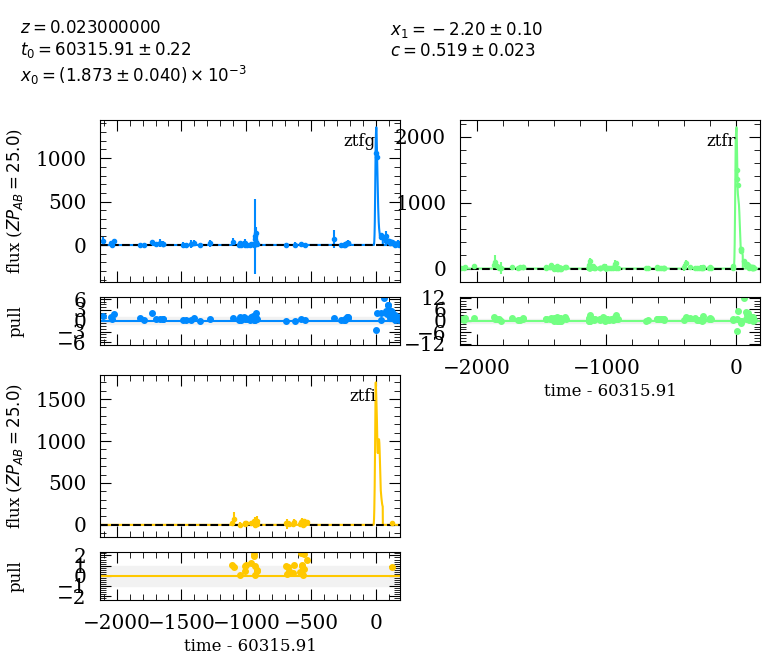 z = 0.023000000
t₀ = 60315.91 ± 0.22
x₀ = (1.873 ± 0.040) × 10⁻³
x₁ = −2.20 ± 0.10
c = 0.519 ± 0.023
flux (ZP_AB = 25.0)
1000
500
0
ztfg
2000
1000
0
ztfr
pull
6
3
0
−3
−6
12
6
0
−6
−12
−2000
−1000
0
time - 60315.91
flux (ZP_AB = 25.0)
1500
1000
500
0
ztfi
pull
2
1
0
−1
−2
−2000
−1500
−1000
−500
0
time - 60315.91